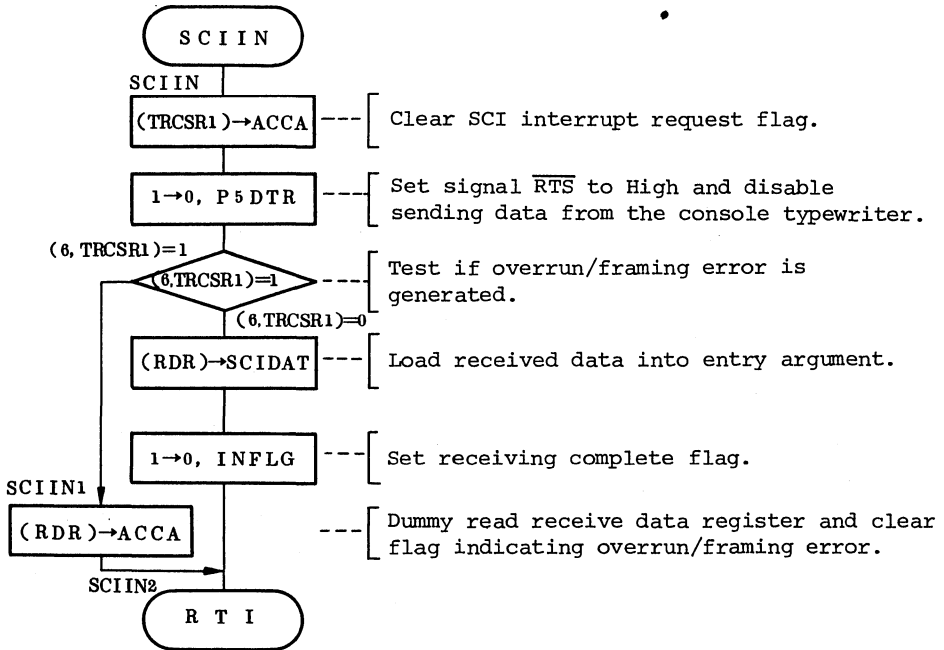 SCIIN
SCIIN
(TRCSR1)→ACCA
Clear SCI interrupt request flag.
1→0, P5DTR
Set signal R̅T̅S̅ to High and disable
sending data from the console typewriter.
(6, TRCSR1)=1
(6,TRCSR1)=1
Test if overrun/framing error is
generated.
(6,TRCSR1)=0
(RDR)→SCIDAT
Load received data into entry argument.
1→0, INFLG
Set receiving complete flag.
SCIIN1
(RDR)→ACCA
Dummy read receive data register and clear
flag indicating overrun/framing error.
SCIIN2
RTI